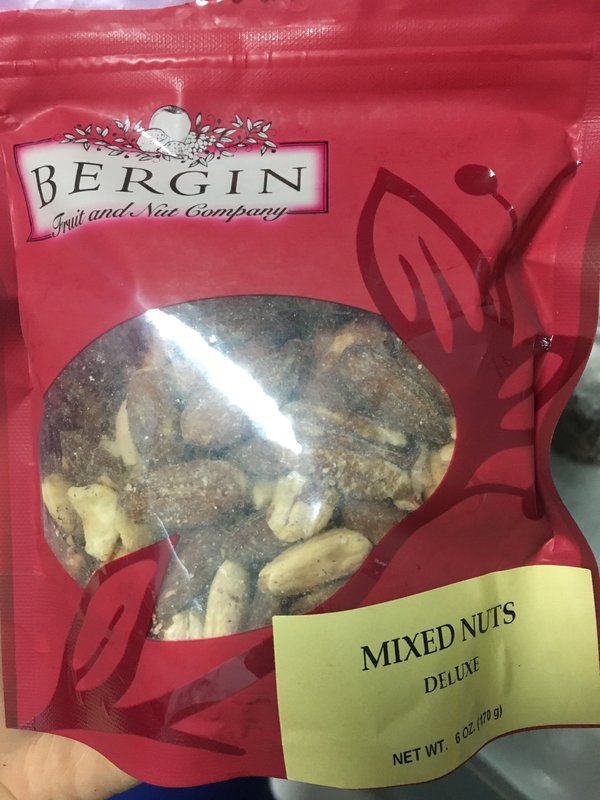 BERGIN
Fruit and Nut Company
MIXED NUTS
DELUXE
NET WT. 6 OZ. (170 g)